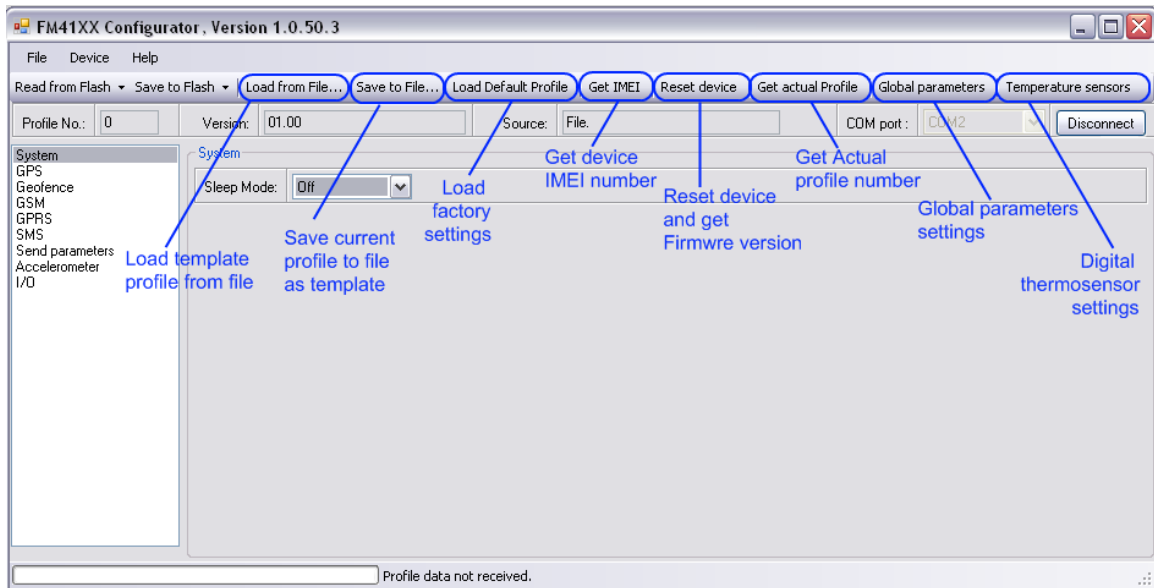 FM41XX Configurator, Version 1.0.50.3
File Device Help
Read from Flash Save to Flash Load from File... Save to File... Load Default Profile Get IMEI Reset device Get actual Profile Global parameters Temperature sensors
Profile No.: 0 Version: 01.00 Source: File. COM port : COM2 Disconnect
System
GPS
Geofence
GSM
GPRS
SMS
Send parameters
Accelerometer
I/O
System
Sleep Mode: Off
Load template
profile from file
Save current
profile to file
as template
Load
factory
settings
Get device
IMEI number
Reset device
and get
Firmwre version
Get Actual
profile number
Global parameters
settings
Digital
thermosensor
settings
Profile data not received.